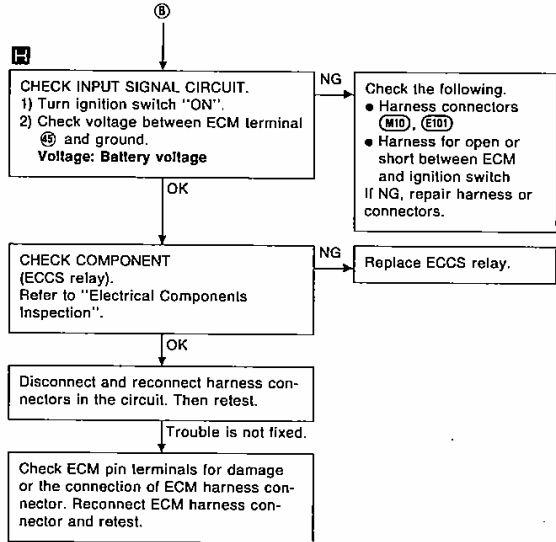 B
H
CHECK INPUT SIGNAL CIRCUIT.
1) Turn ignition switch "ON".
2) Check voltage between ECM terminal
㊺ and ground.
Voltage: Battery voltage
NG
Check the following.
● Harness connectors
M10, E101
● Harness for open or
short between ECM
and ignition switch
If NG, repair harness or
connectors.
OK
CHECK COMPONENT
(ECCS relay).
Refer to "Electrical Components
Inspection".
NG
Replace ECCS relay.
OK
Disconnect and reconnect harness con-
nectors in the circuit. Then retest.
Trouble is not fixed.
Check ECM pin terminals for damage
or the connection of ECM harness con-
nector. Reconnect ECM harness con-
nector and retest.